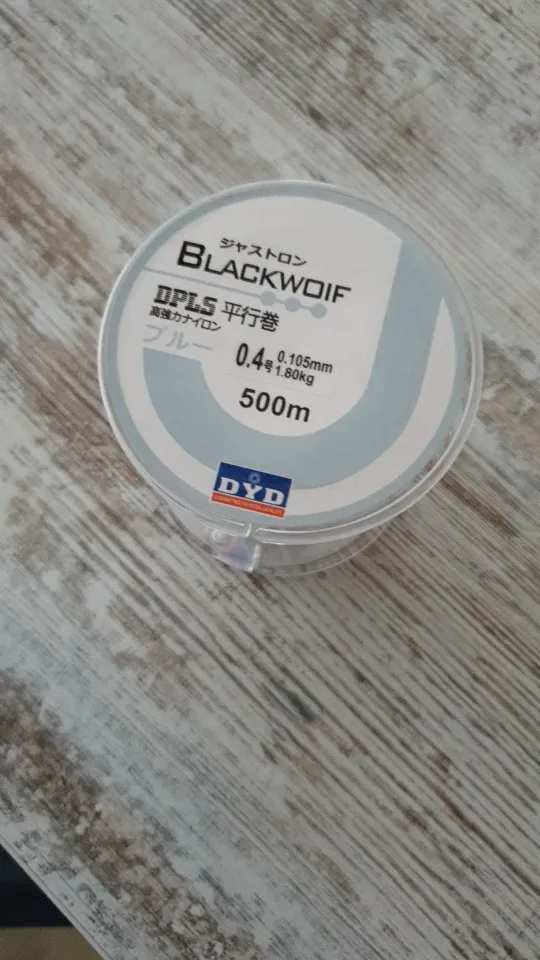 ジャストロン
BLACKWOIF
DPLS 平行巻
高強力ナイロン
ブルー
0.4号 0.105mm
1.80kg
500m
DYD